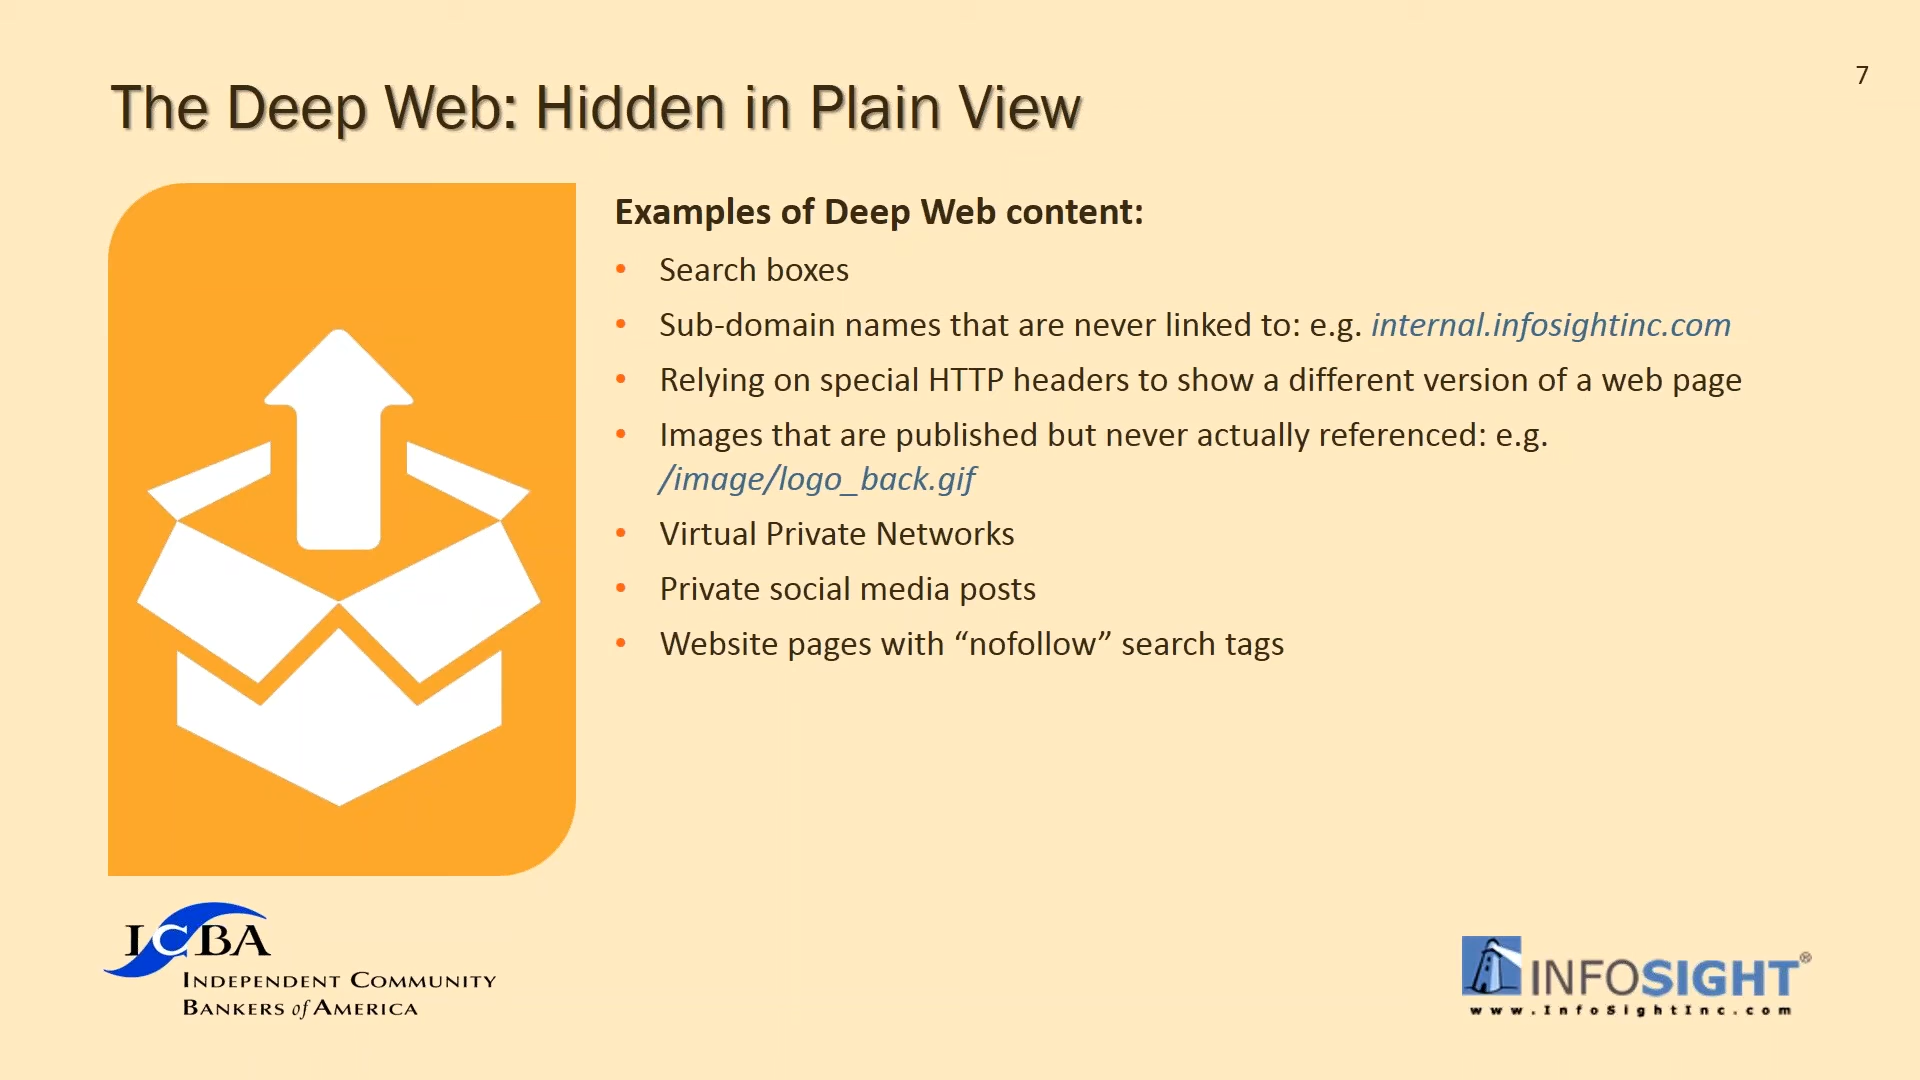 7
The Deep Web: Hidden in Plain View
Examples of Deep Web content:
• Search boxes
• Sub-domain names that are never linked to: e.g. internal.infosightinc.com
• Relying on special HTTP headers to show a different version of a web page
• Images that are published but never actually referenced: e.g.
/image/logo_back.gif
• Virtual Private Networks
• Private social media posts
• Website pages with “nofollow” search tags
ICBA
INDEPENDENT COMMUNITY
BANKERS of AMERICA
INFOSIGHT®
www.InfoSightInc.com